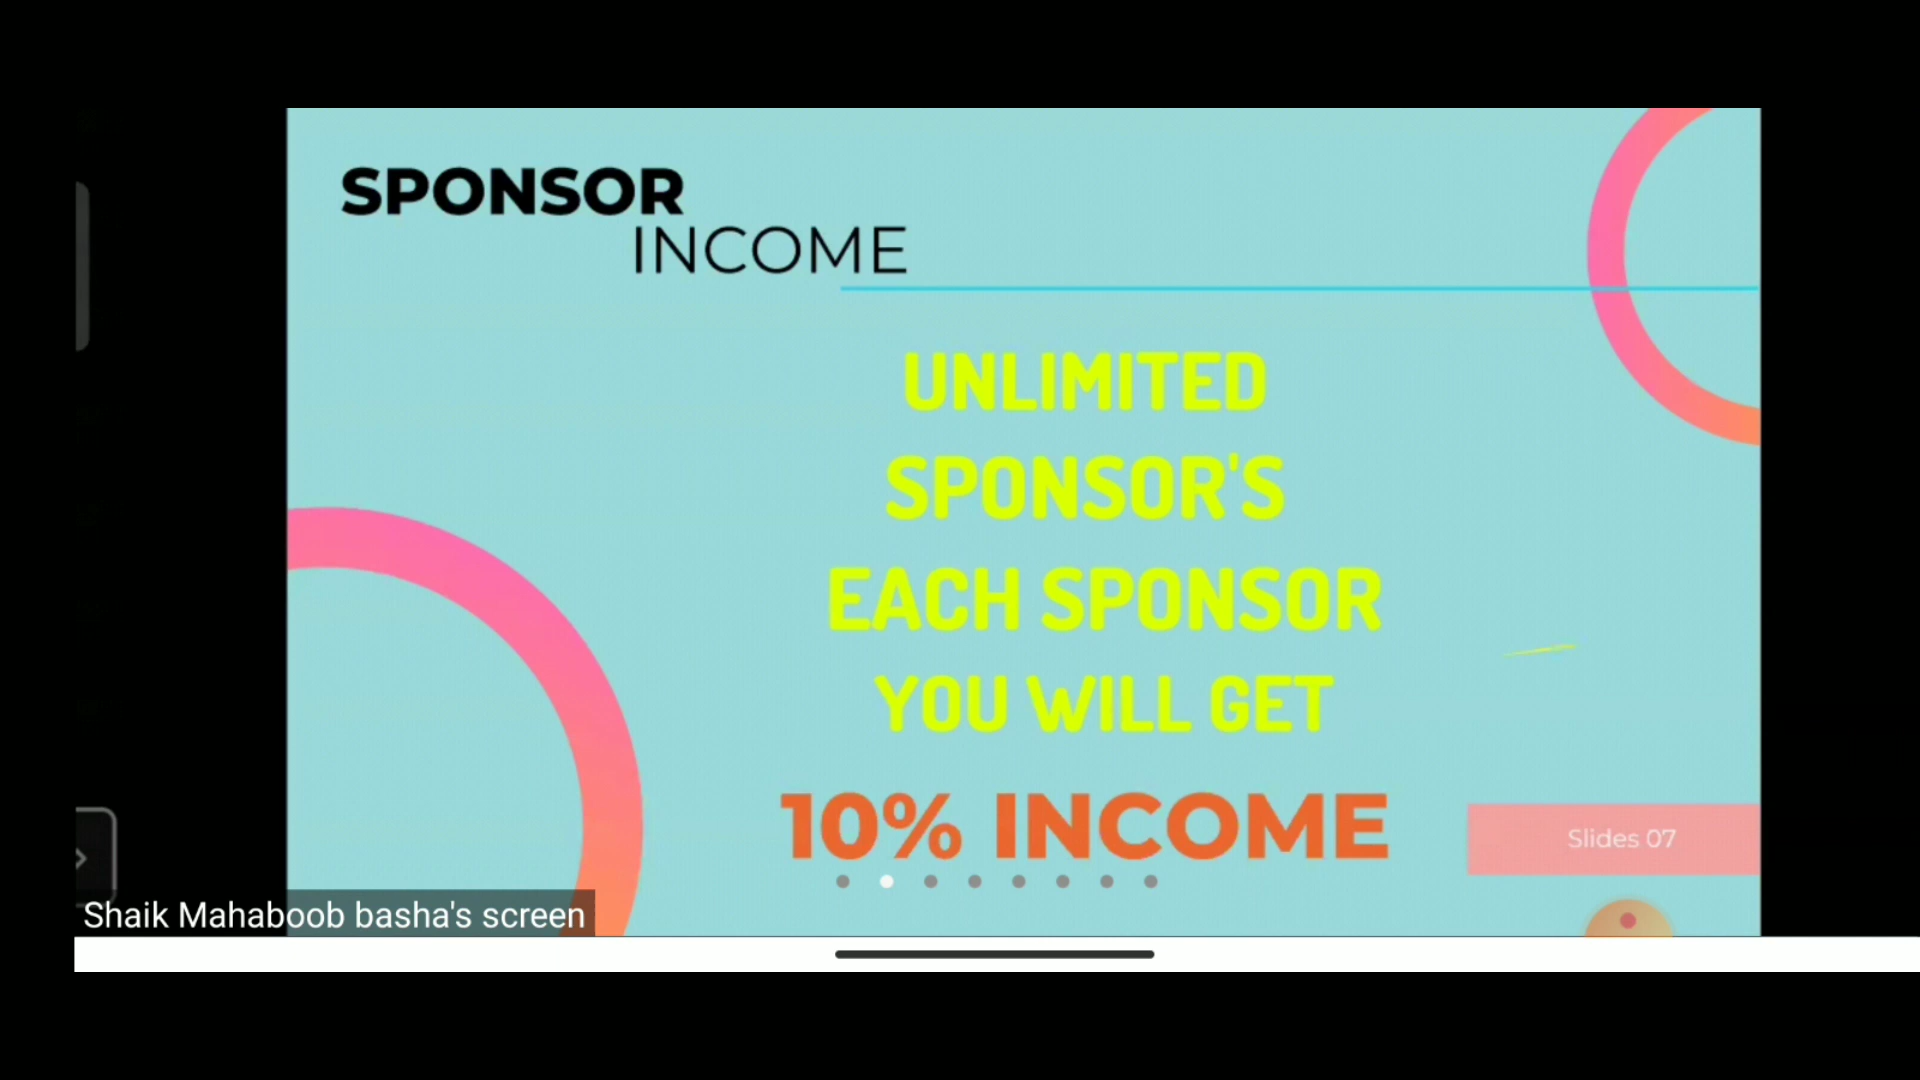 SPONSOR
INCOME
UNLIMITED
SPONSOR'S
EACH SPONSOR
YOU WILL GET
10% INCOME
Slides 07
Shaik Mahaboob basha's screen